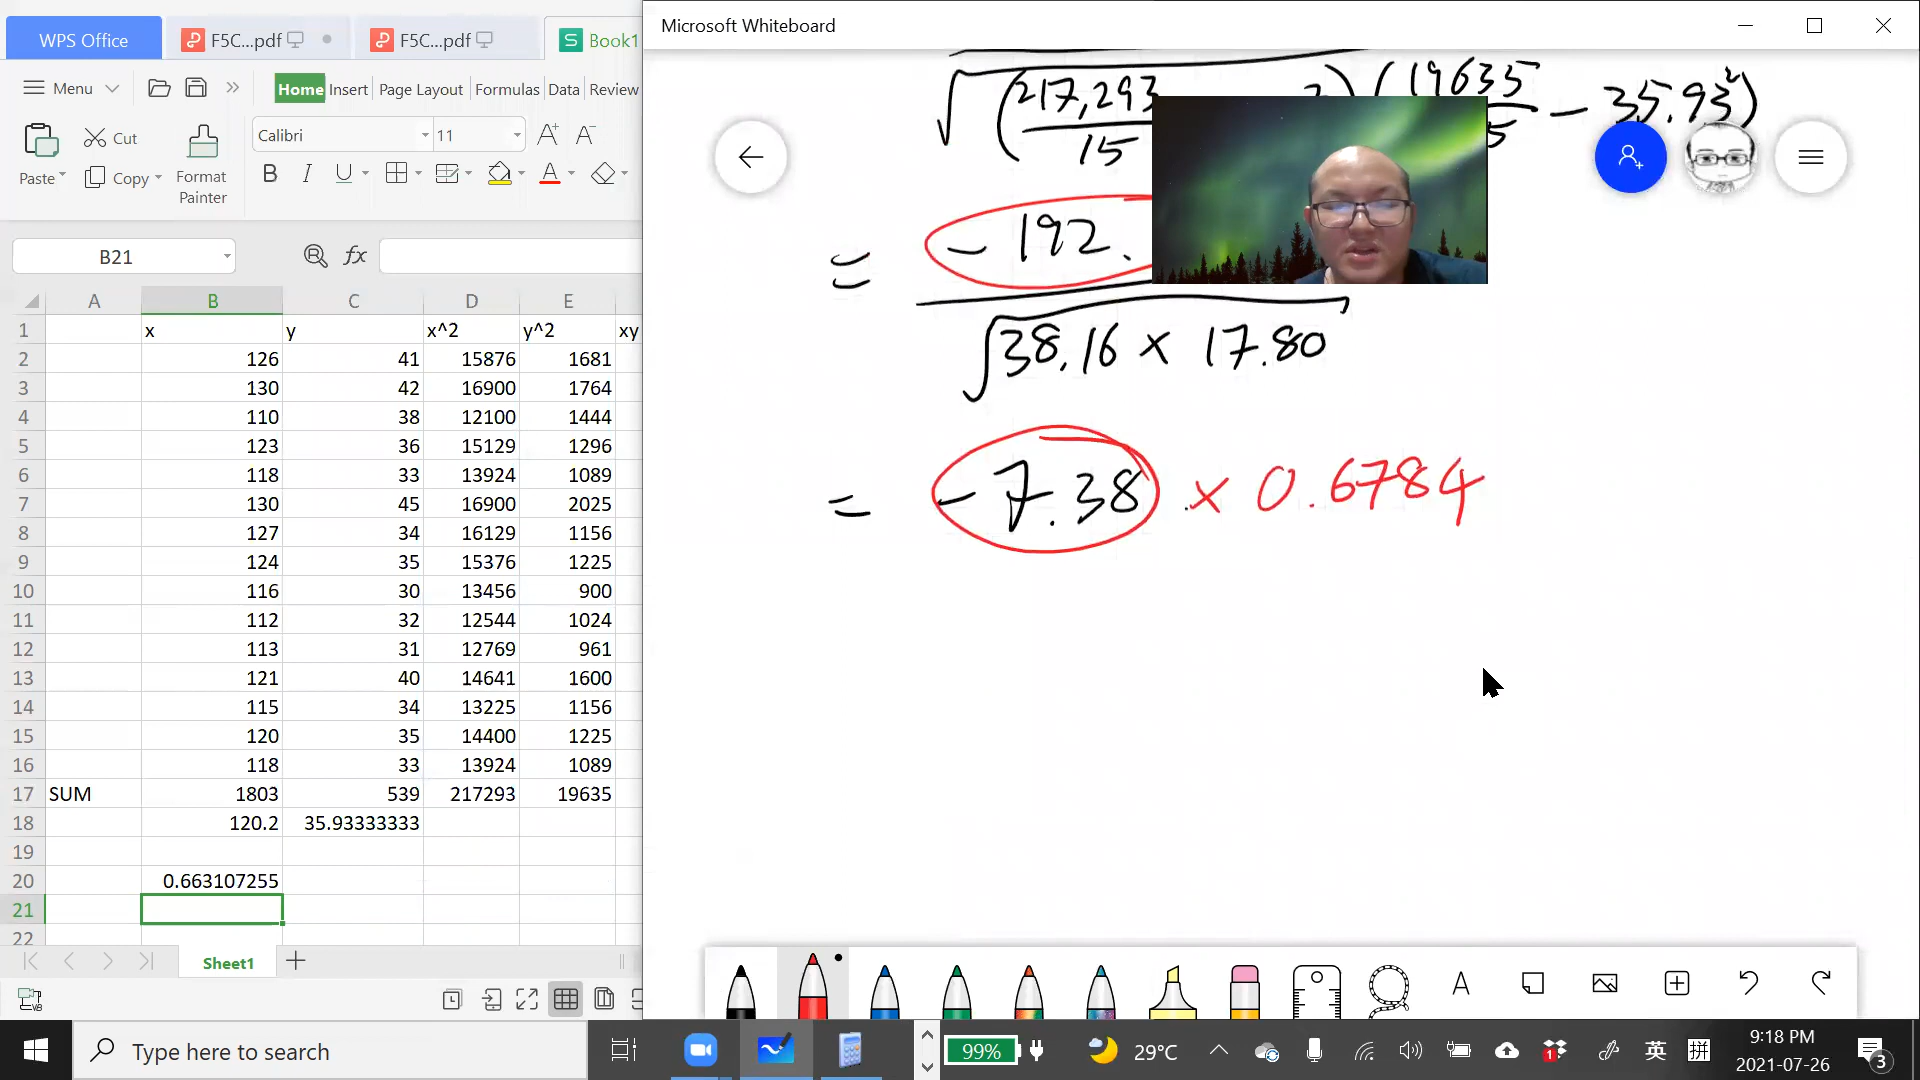 WPS Office
F5C...pdf
F5C...pdf
Book1
Microsoft Whiteboard
Menu
Home
Insert
Page Layout
Formulas
Data
Review
Paste
Cut
Copy
Format
Painter
Calibri
11
B I U A
B21
fx
A B C D E
1 x y x^2 y^2 xy
2 126 41 15876 1681
3 130 42 16900 1764
4 110 38 12100 1444
5 123 36 15129 1296
6 118 33 13924 1089
7 130 45 16900 2025
8 127 34 16129 1156
9 124 35 15376 1225
10 116 30 13456 900
11 112 32 12544 1024
12 113 31 12769 961
13 121 40 14641 1600
14 115 34 13225 1156
15 120 35 14400 1225
16 118 33 13924 1089
17 SUM 1803 539 217293 19635
18 120.2 35.93333333
19
20 0.663107255
21
22
Sheet1
217,293
15
19635
5
- 35.93²)
= - 192.
√38.16 × 17.80
= - 7.38 × 0.6784
A
Type here to search
99%
29°C
1
英
拼
9:18 PM
2021-07-26
3